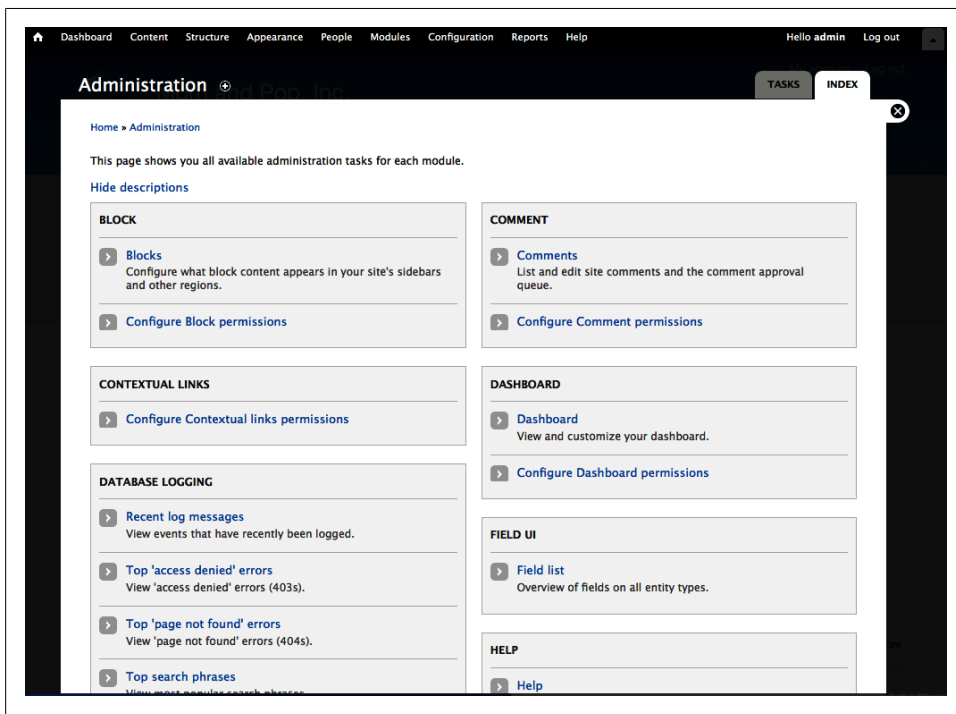 Dashboard Content Structure Appearance People Modules Configuration Reports Help Hello admin Log out
Administration
TASKS INDEX
Home » Administration
This page shows you all available administration tasks for each module.
Hide descriptions
BLOCK
Blocks
Configure what block content appears in your site's sidebars
and other regions.
Configure Block permissions
COMMENT
Comments
List and edit site comments and the comment approval
queue.
Configure Comment permissions
CONTEXTUAL LINKS
Configure Contextual links permissions
DASHBOARD
Dashboard
View and customize your dashboard.
Configure Dashboard permissions
DATABASE LOGGING
Recent log messages
View events that have recently been logged.
Top 'access denied' errors
View 'access denied' errors (403s).
Top 'page not found' errors
View 'page not found' errors (404s).
Top search phrases
View most popular search phrases.
FIELD UI
Field list
Overview of fields on all entity types.
HELP
Help